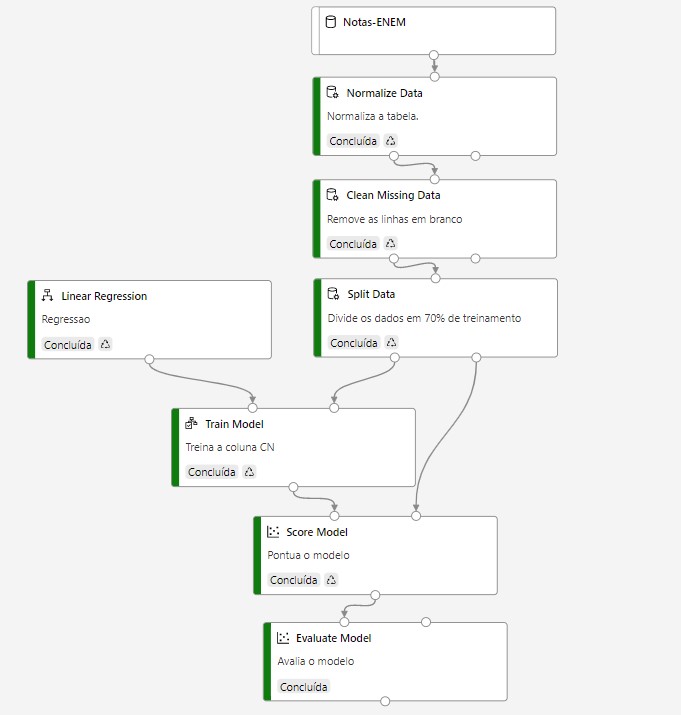 Notas-ENEM
Normalize Data
Normaliza a tabela.
Concluída
Clean Missing Data
Remove as linhas em branco
Concluída
Linear Regression
Regressao
Concluída
Split Data
Divide os dados em 70% de treinamento
Concluída
Train Model
Treina a coluna CN
Concluída
Score Model
Pontua o modelo
Concluída
Evaluate Model
Avalia o modelo
Concluída